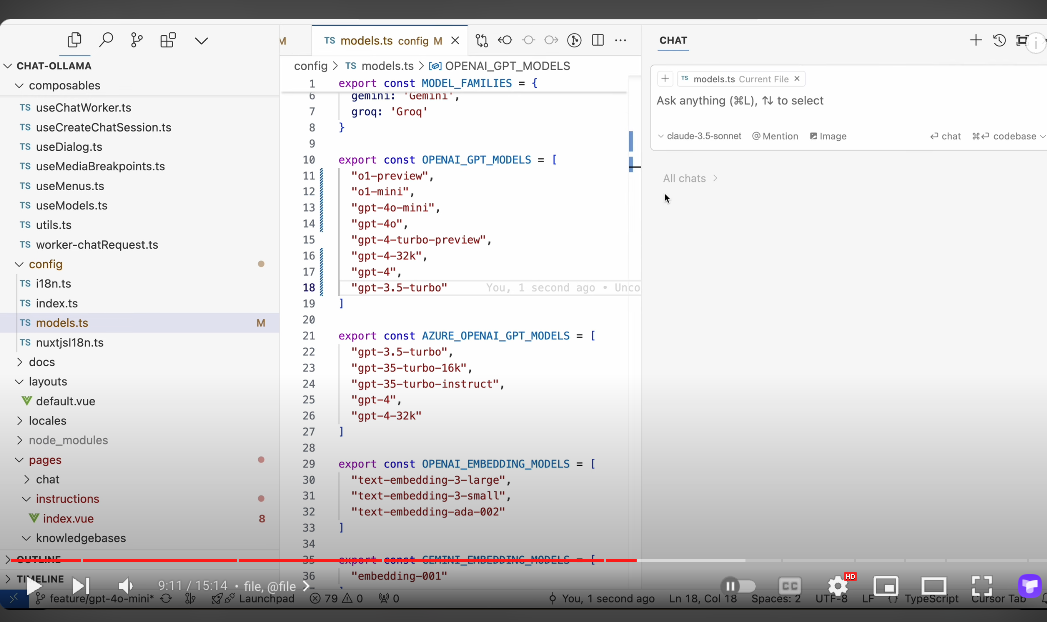 CHAT-OLLAMA
composables
TS useChatWorker.ts
TS useCreateChatSession.ts
TS useDialog.ts
TS useMediaBreakpoints.ts
TS useMenus.ts
TS useModels.ts
TS utils.ts
TS worker-chatRequest.ts
config
TS i18n.ts
TS index.ts
TS models.ts M
TS nuxtjsI18n.ts
docs
layouts
default.vue
locales
node_modules
pages
chat
instructions
index.vue 8
knowledgebases
OUTLINE
TIMELINE
M
TS models.ts config M
config > TS models.ts > OPENAI_GPT_MODELS
1 export const MODEL_FAMILIES = {
6 gemini: 'Gemini',
7 groq: 'Groq'
8 }
9
10 export const OPENAI_GPT_MODELS = [
11 "o1-preview",
12 "o1-mini",
13 "gpt-4o-mini",
14 "gpt-4o",
15 "gpt-4-turbo-preview",
16 "gpt-4-32k",
17 "gpt-4",
18 "gpt-3.5-turbo" You, 1 second ago • Unco
19 ]
20
21 export const AZURE_OPENAI_GPT_MODELS = [
22 "gpt-3.5-turbo",
23 "gpt-35-turbo-16k",
24 "gpt-35-turbo-instruct",
25 "gpt-4",
26 "gpt-4-32k"
27 ]
28
29 export const OPENAI_EMBEDDING_MODELS = [
30 "text-embedding-3-large",
31 "text-embedding-3-small",
32 "text-embedding-ada-002"
33 ]
34
35 export const GEMINI_EMBEDDING_MODELS = [
36 "embedding-001"
CHAT
TS models.ts Current File
Ask anything (⌘L), ⇅ to select
claude-3.5-sonnet @ Mention Image
⏎ chat ⌘⏎ codebase
All chats >
9:11 / 15:14 • file, @file >
CC
HD
feature/gpt-4o-mini* Launchpad 79 0 0
You, 1 second ago Ln 18, Col 18 Spaces: 2 UTF-8 LF {} TypeScript Cursor Tab